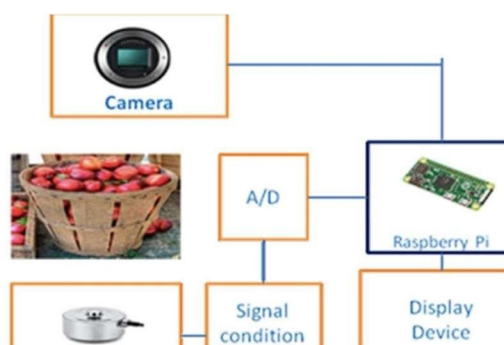 Camera
A/D
Raspberry Pi
Signal
condition
Display
Device